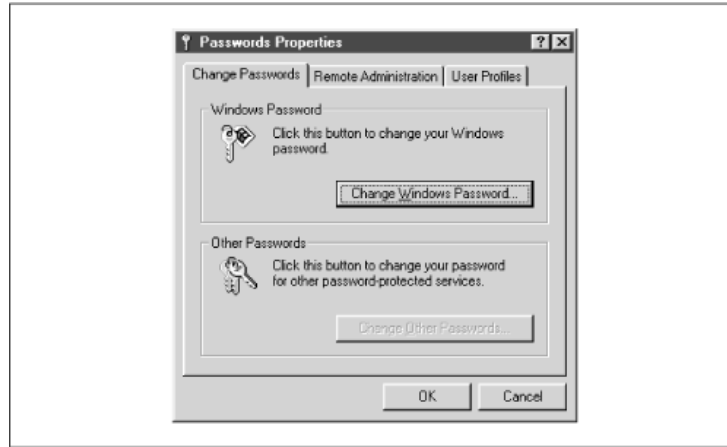 Passwords Properties
Change Passwords Remote Administration User Profiles
Windows Password
Click this button to change your Windows
password.
Change Windows Password...
Other Passwords
Click this button to change your password
for other password-protected services.
Change Other Passwords...
OK Cancel